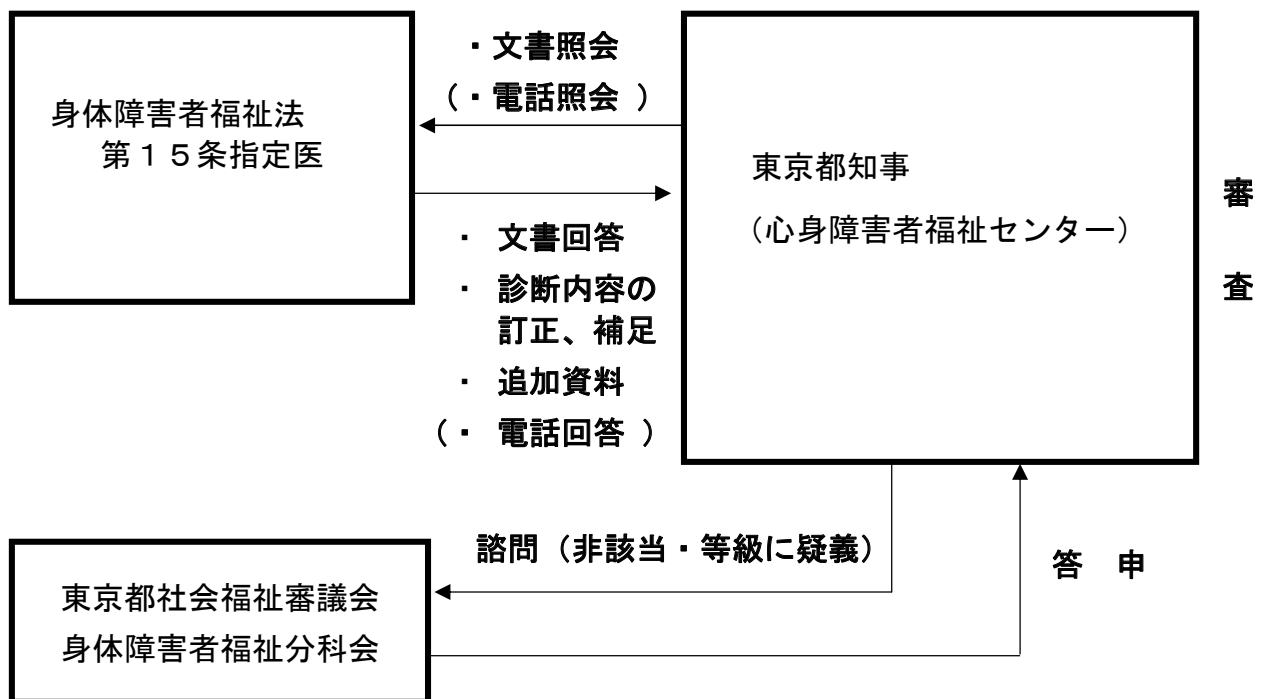 ・文書照会
（・電話照会 ）
身体障害者福祉法
第１５条指定医
東京都知事
（心身障害者福祉センター）
審
査
・ 文書回答
・ 診断内容の
訂正、補足
・ 追加資料
（・ 電話回答 ）
諮問（非該当・等級に疑義）
答 申
東京都社会福祉審議会
身体障害者福祉分科会